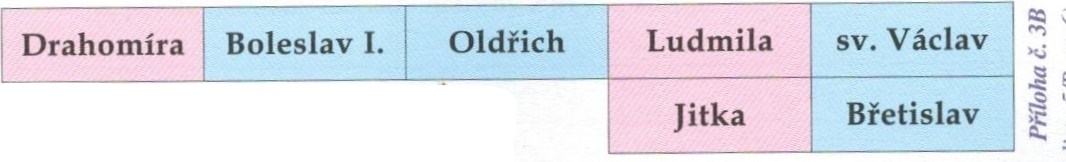 Drahomíra Boleslav I. Oldřich Ludmila sv. Václav
Jitka Břetislav
Příloha č. 3B